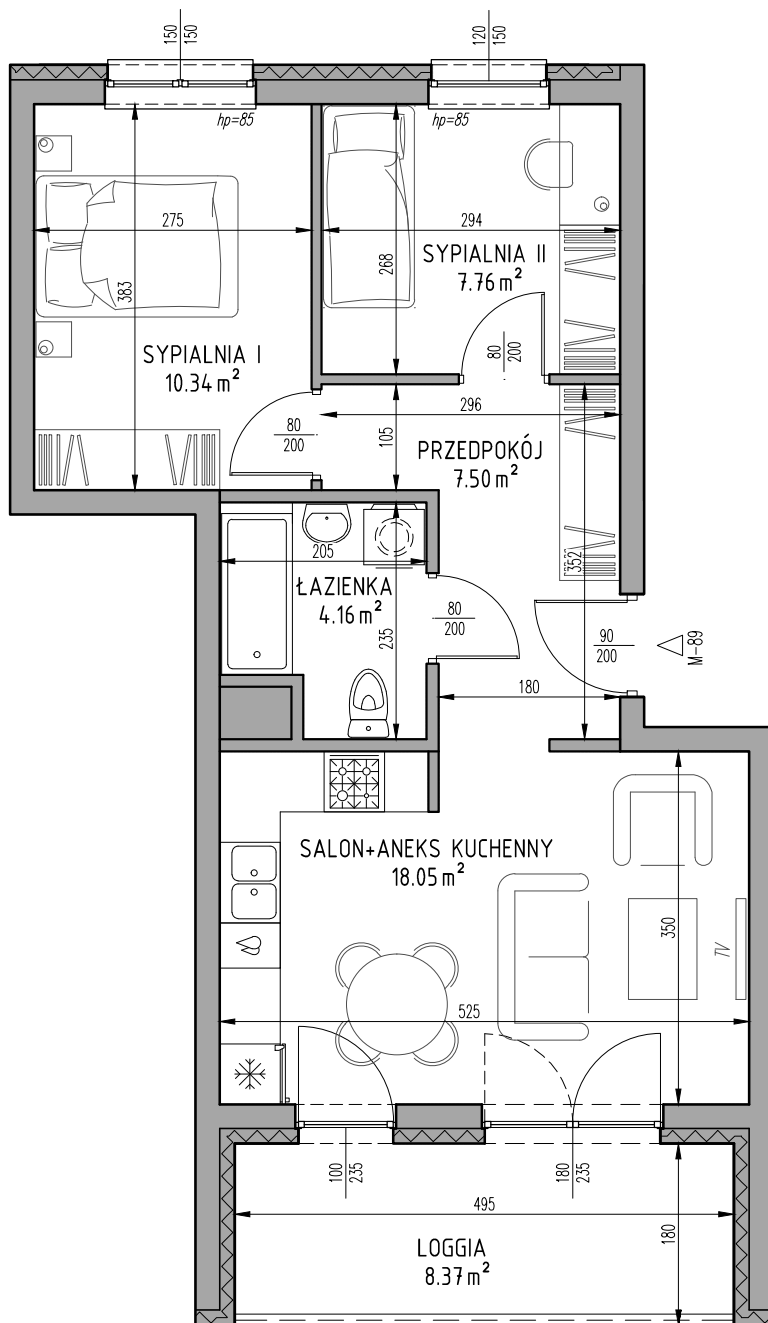 150
150
120
150
hp=85
hp=85
275
294
383
268
SYPIALNIA II
7.76 m²
SYPIALNIA I
10.34 m²
80
200
80
200
296
105
PRZEDPOKÓJ
7.50 m²
205
352
ŁAZIENKA
4.16 m²
235
80
200
90
200
M-89
180
SALON+ANEKS KUCHENNY
18.05 m²
350
TV
525
100
235
180
235
495
180
LOGGIA
8.37 m²